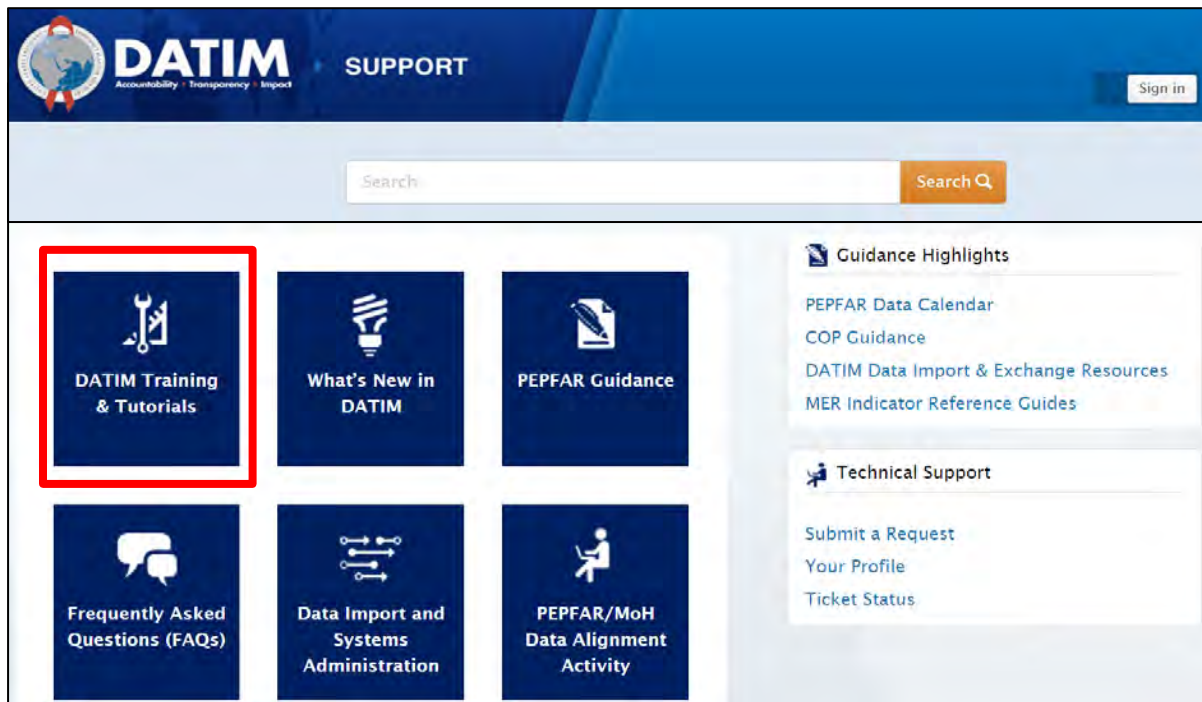 DATIM
Accountability Transparency Impact
SUPPORT
Sign in
Search
Search
DATIM Training
& Tutorials
What's New in
DATIM
PEPFAR Guidance
Frequently Asked
Questions (FAQs)
Data Import and
Systems
Administration
PEPFAR/MoH
Data Alignment
Activity
Guidance Highlights
PEPFAR Data Calendar
COP Guidance
DATIM Data Import & Exchange Resources
MER Indicator Reference Guides
Technical Support
Submit a Request
Your Profile
Ticket Status